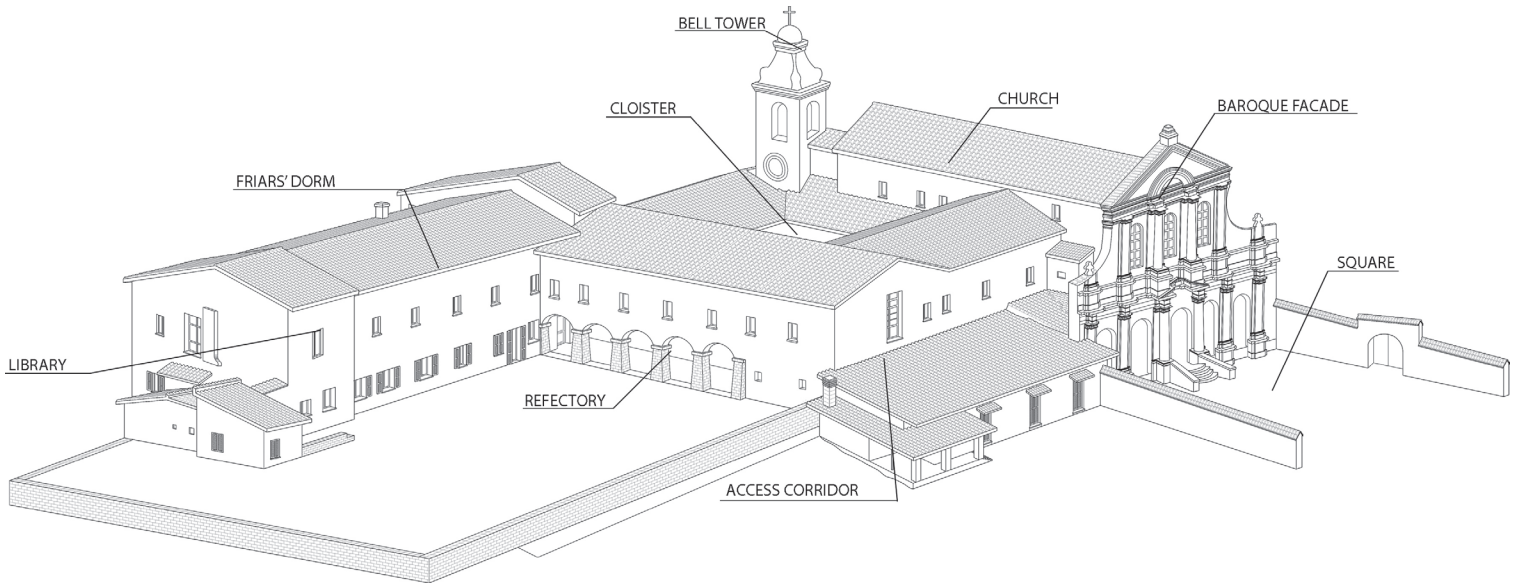 BELL TOWER
CHURCH
BAROQUE FACADE
CLOISTER
FRIARS' DORM
SQUARE
LIBRARY
REFECTORY
ACCESS CORRIDOR